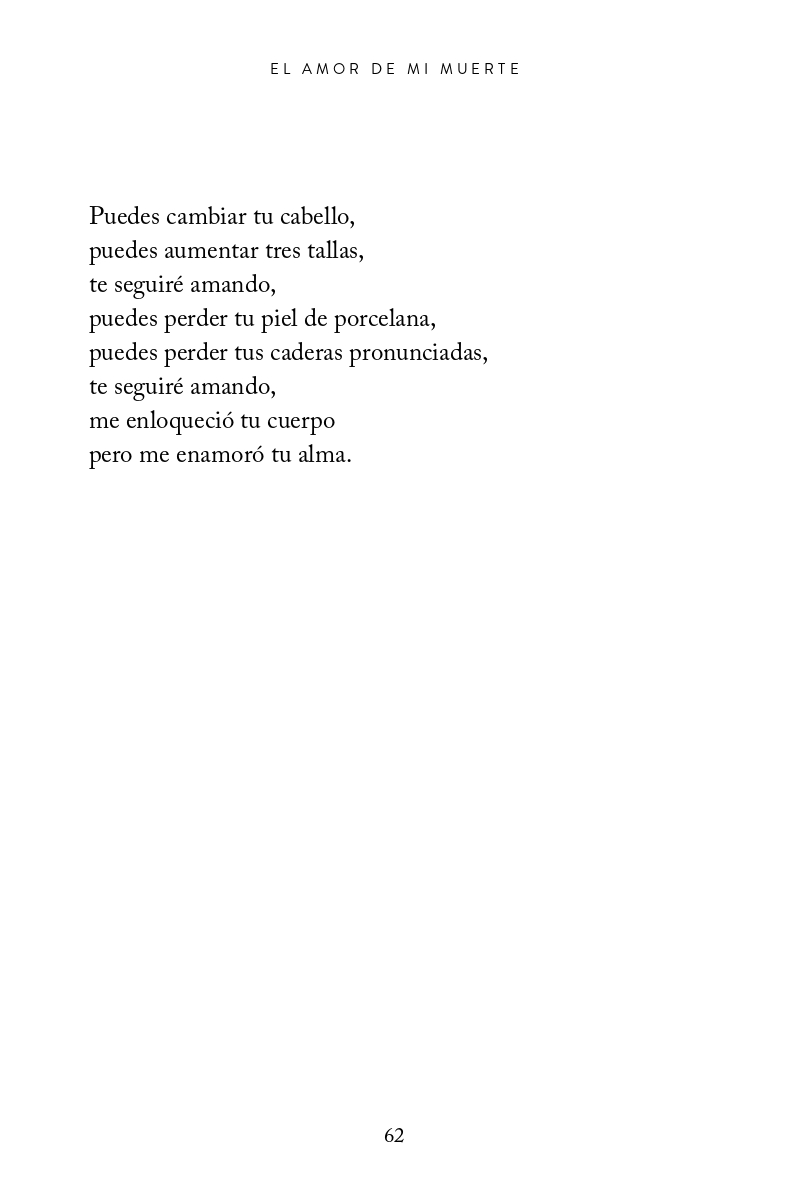 EL AMOR DE MI MUERTE
Puedes cambiar tu cabello,
puedes aumentar tres tallas,
te seguiré amando,
puedes perder tu piel de porcelana,
puedes perder tus caderas pronunciadas,
te seguiré amando,
me enloqueció tu cuerpo
pero me enamoró tu alma.
62